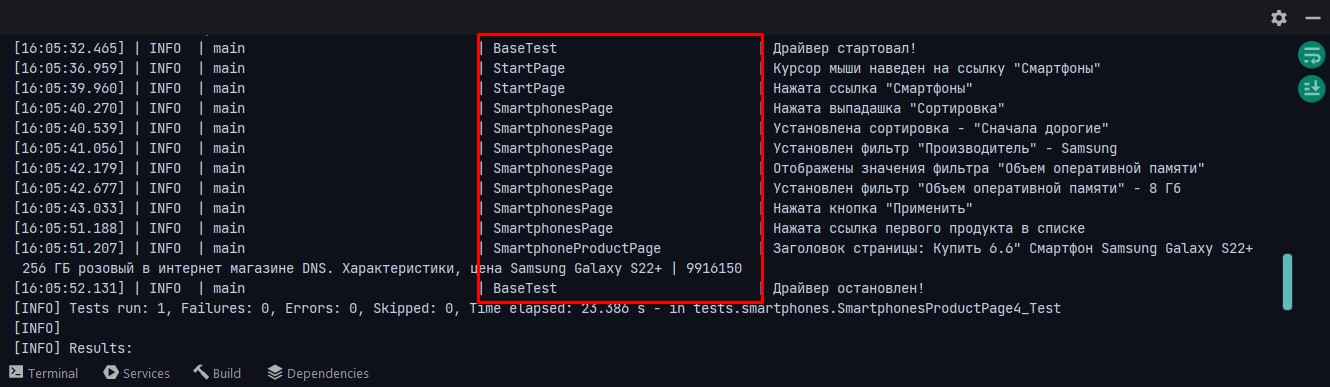 [16:05:32.465] | INFO  | main | BaseTest | Драйвер стартовал!
[16:05:36.959] | INFO  | main | StartPage | Курсор мыши наведен на ссылку "Смартфоны"
[16:05:39.960] | INFO  | main | StartPage | Нажата ссылка "Смартфоны"
[16:05:40.270] | INFO  | main | SmartphonesPage | Нажата выпадашка "Сортировка"
[16:05:40.539] | INFO  | main | SmartphonesPage | Установлена сортировка - "Сначала дорогие"
[16:05:41.056] | INFO  | main | SmartphonesPage | Установлен фильтр "Производитель" - Samsung
[16:05:42.179] | INFO  | main | SmartphonesPage | Отображены значения фильтра "Объем оперативной памяти"
[16:05:42.677] | INFO  | main | SmartphonesPage | Установлен фильтр "Объем оперативной памяти" - 8 Гб
[16:05:43.033] | INFO  | main | SmartphonesPage | Нажата кнопка "Применить"
[16:05:51.188] | INFO  | main | SmartphonesPage | Нажата ссылка первого продукта в списке
[16:05:51.207] | INFO  | main | SmartphoneProductPage | Заголовок страницы: Купить 6.6" Смартфон Samsung Galaxy S22+
256 ГБ розовый в интернет магазине DNS. Характеристики, цена Samsung Galaxy S22+ | 9916150
[16:05:52.131] | INFO  | main | BaseTest | Драйвер остановлен!
[INFO] Tests run: 1, Failures: 0, Errors: 0, Skipped: 0, Time elapsed: 23.386 s - in tests.smartphones.SmartphonesProductPage4_Test
[INFO]
[INFO] Results:
Terminal Services Build Dependencies